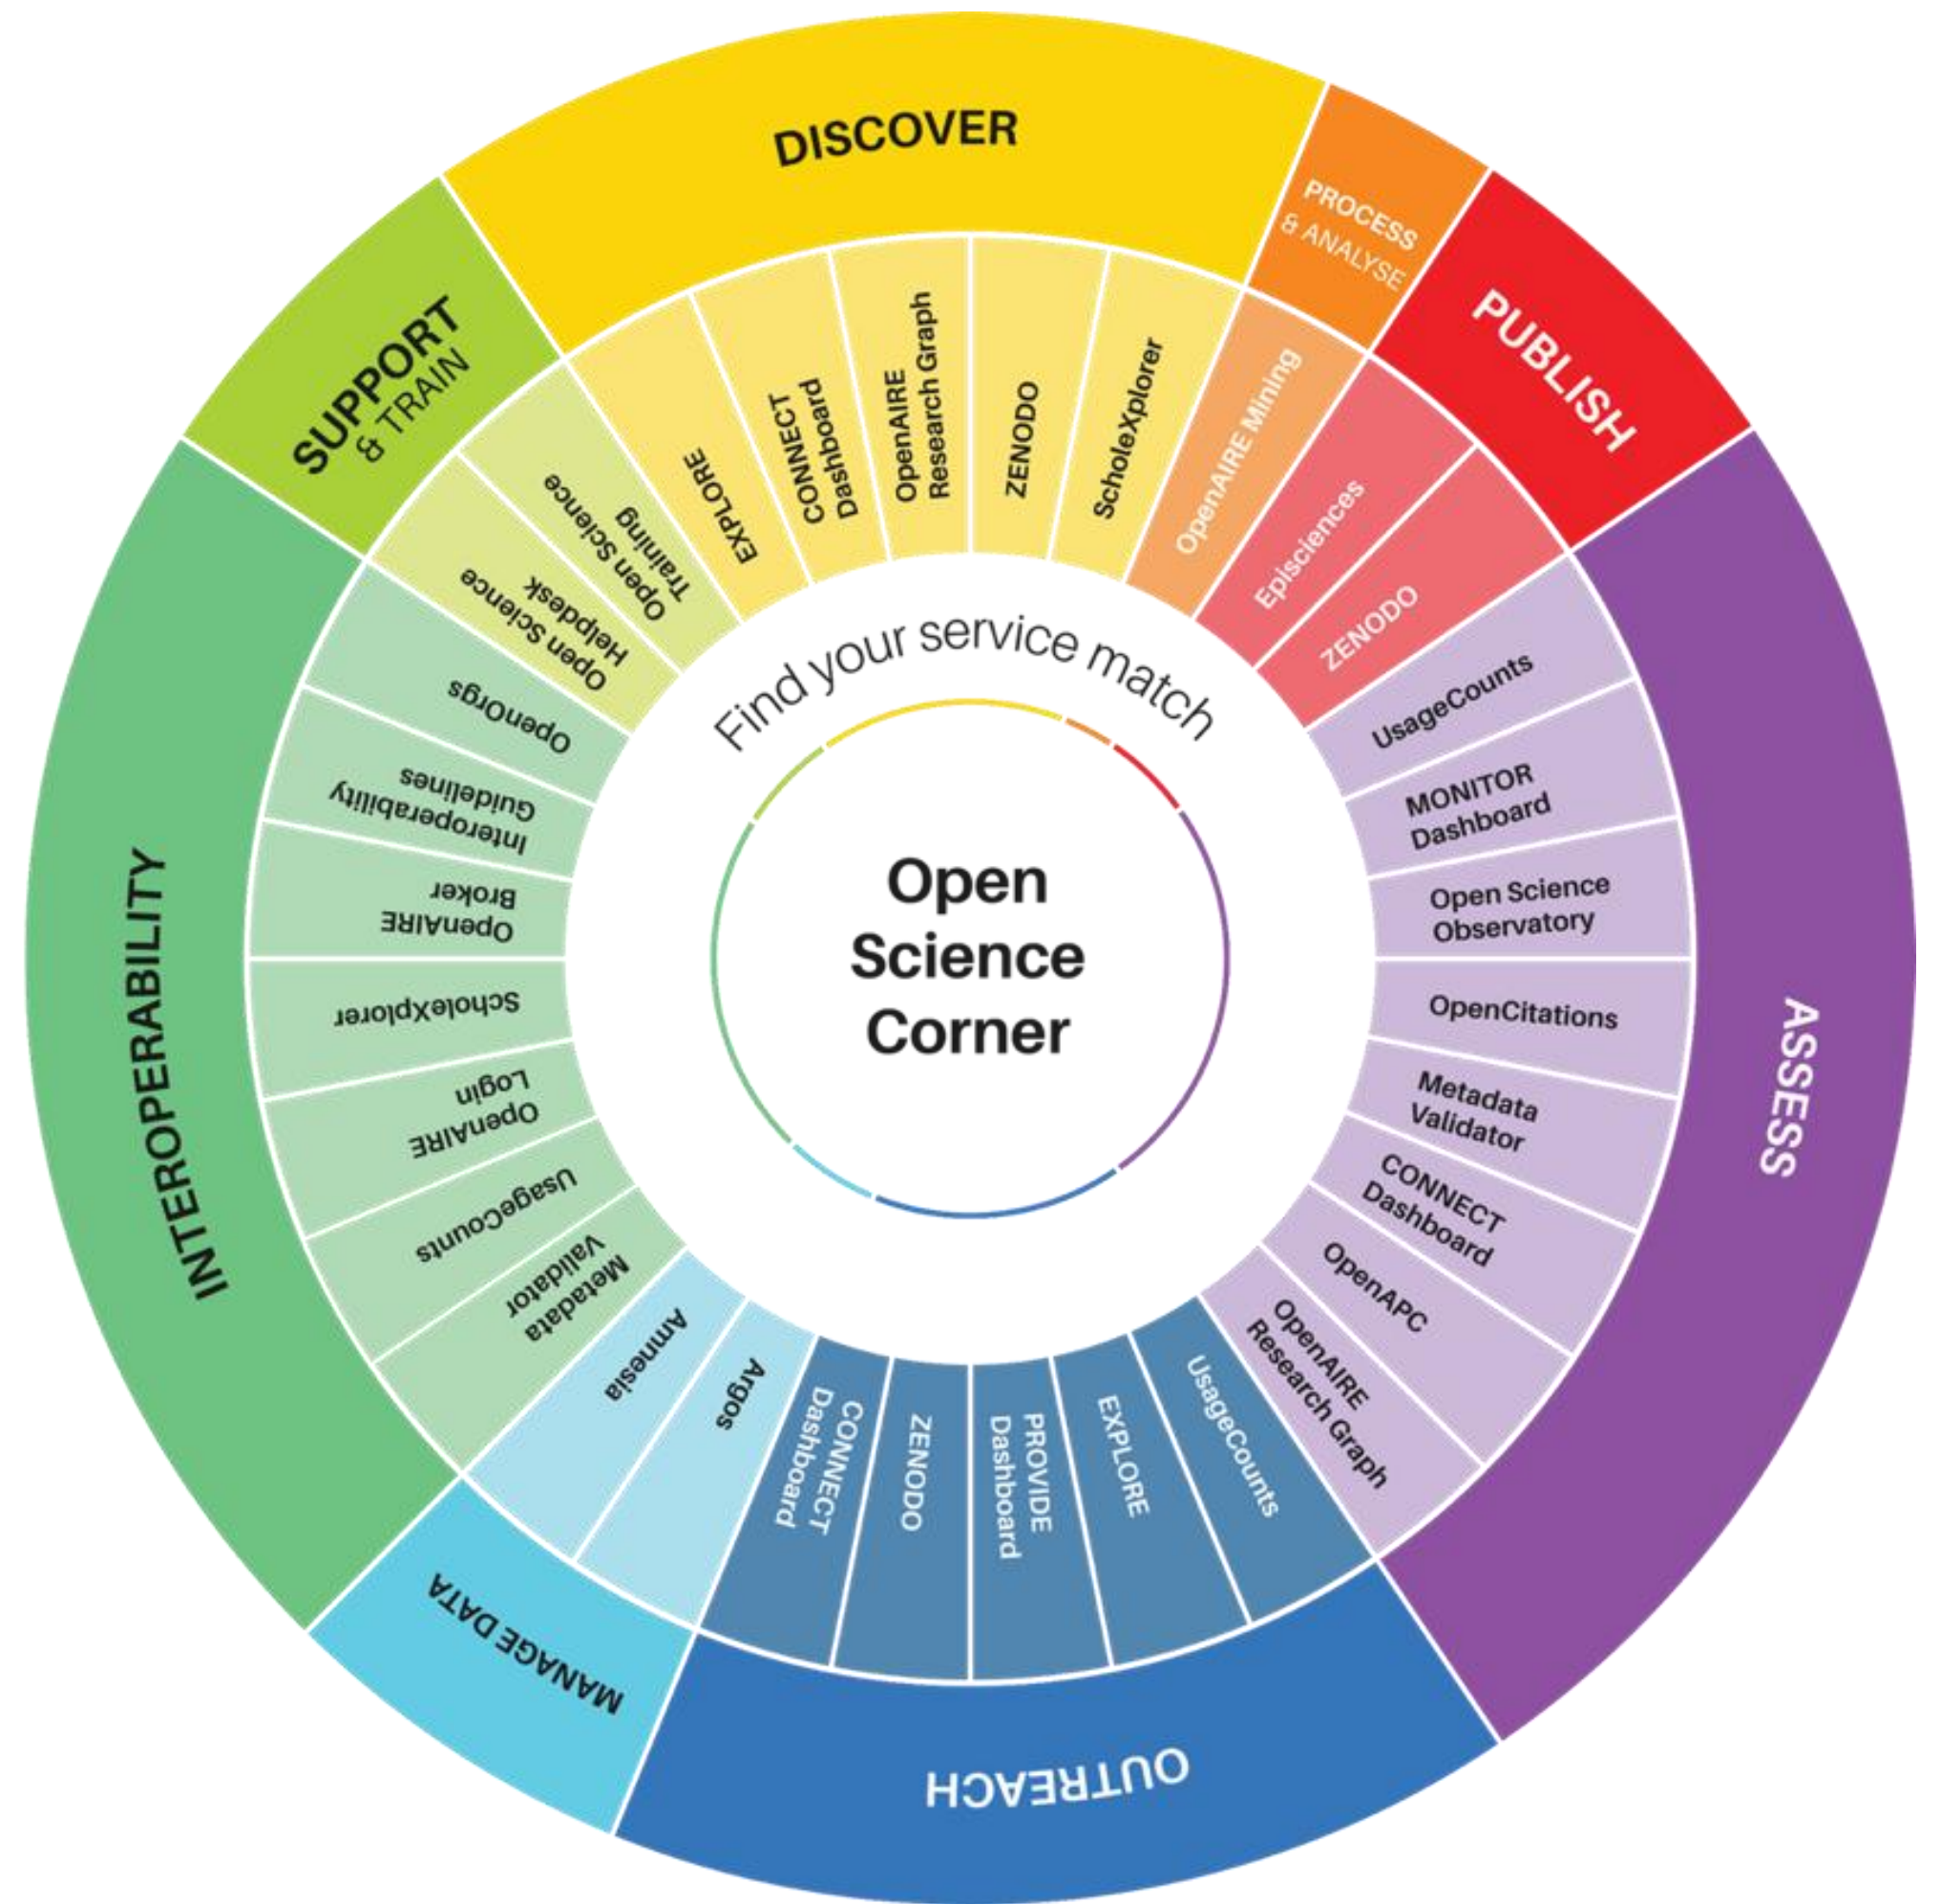 DISCOVER
EXPLORE
CONNECT
Dashboard
OpenAIRE
Research Graph
ZENODO
ScholeXplorer
PROCESS
& ANALYSE
OpenAIRE Mining
PUBLISH
Episciences
ZENODO
ASSESS
UsageCounts
MONITOR
Dashboard
Open Science
Observatory
OpenCitations
Metadata
Validator
CONNECT
Dashboard
OpenAPC
OpenAIRE
Research Graph
OUTREACH
UsageCounts
EXPLORE
PROVIDE
Dashboard
ZENODO
CONNECT
Dashboard
MANAGE DATA
Argos
Amnesia
INTEROPERABILITY
Metadata
Validator
UsageCounts
OpenAIRE
Login
ScholeXplorer
OpenAIRE
Broker
Interoperability
Guidelines
OpenOrgs
SUPPORT
& TRAIN
Open Science
Helpdesk
Open Science
Training
Find your service match
Open
Science
Corner